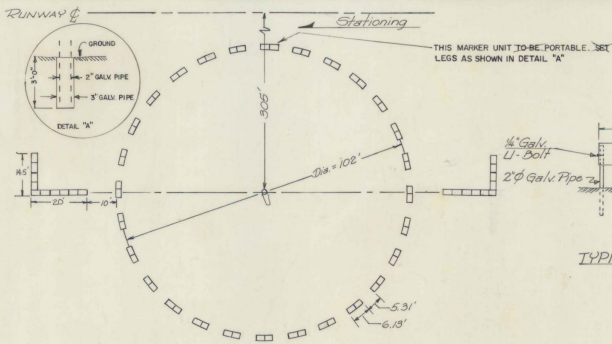 RUNWAY ℄
Stationing
GROUND
3'-0"
2" GALV. PIPE
3" GALV. PIPE
DETAIL "A"
THIS MARKER UNIT TO BE PORTABLE. SET
LEGS AS SHOWN IN DETAIL "A"
305'
¼" Galv.
U-Bolt
2"Φ Galv. Pipe
14.5'
20'
10'
Dia. = 102'
5.31'
6.13'